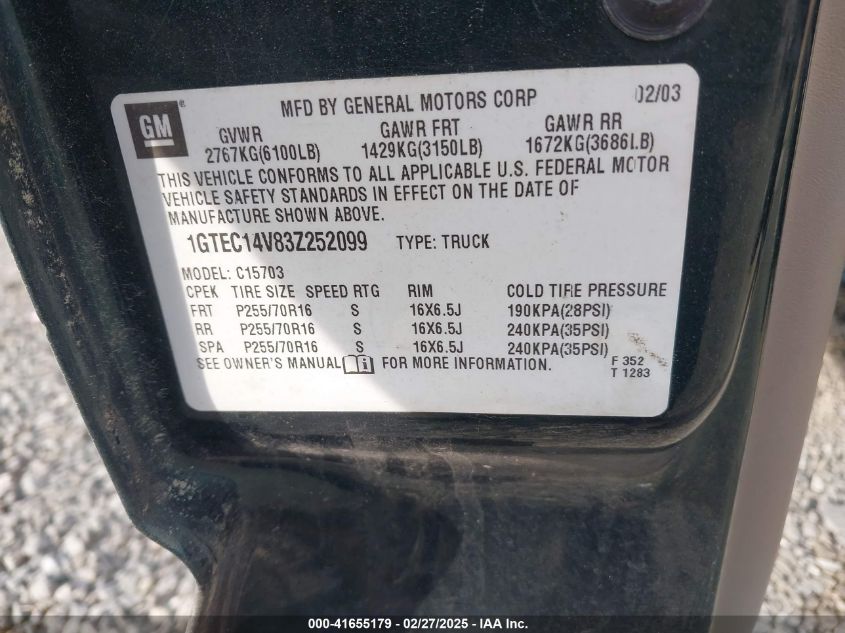 MFD BY GENERAL MOTORS CORP 02/03
GM®
GVWR GAWR FRT GAWR RR
2767KG(6100LB) 1429KG(3150LB) 1672KG(3686LB)
THIS VEHICLE CONFORMS TO ALL APPLICABLE U.S. FEDERAL MOTOR
VEHICLE SAFETY STANDARDS IN EFFECT ON THE DATE OF
MANUFACTURE SHOWN ABOVE.
1GTEC14V83Z252099 TYPE: TRUCK
MODEL: C15703
CPEK TIRE SIZE SPEED RTG RIM COLD TIRE PRESSURE
FRT P255/70R16 S 16X6.5J 190KPA(28PSI)
RR P255/70R16 S 16X6.5J 240KPA(35PSI)
SPA P255/70R16 S 16X6.5J 240KPA(35PSI)
SEE OWNER'S MANUAL FOR MORE INFORMATION.
F 352
T 1283
000-41655179 - 02/27/2025 - IAA Inc.